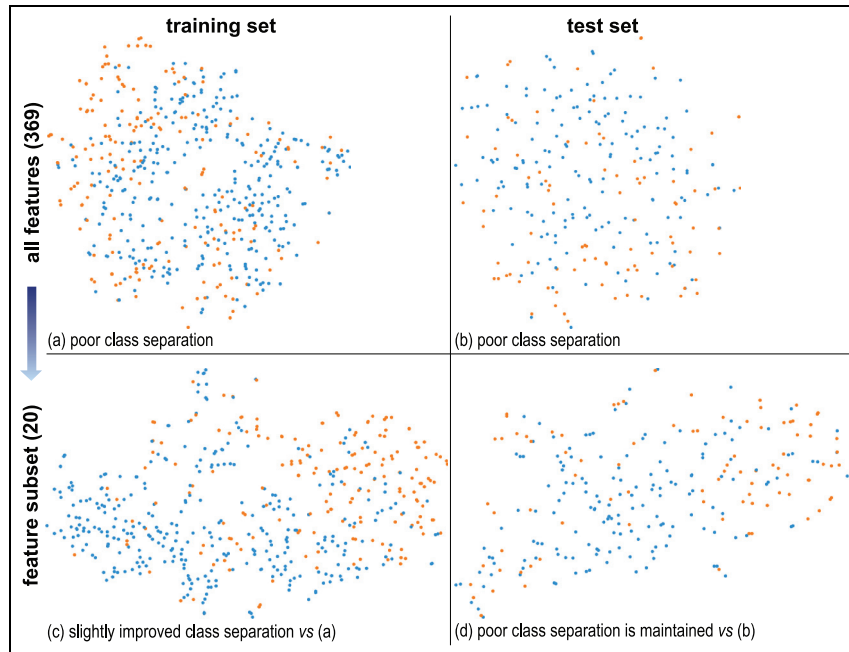 training set
test set
all features (369)
(a) poor class separation
(b) poor class separation
feature subset (20)
(c) slightly improved class separation vs (a)
(d) poor class separation is maintained vs (b)